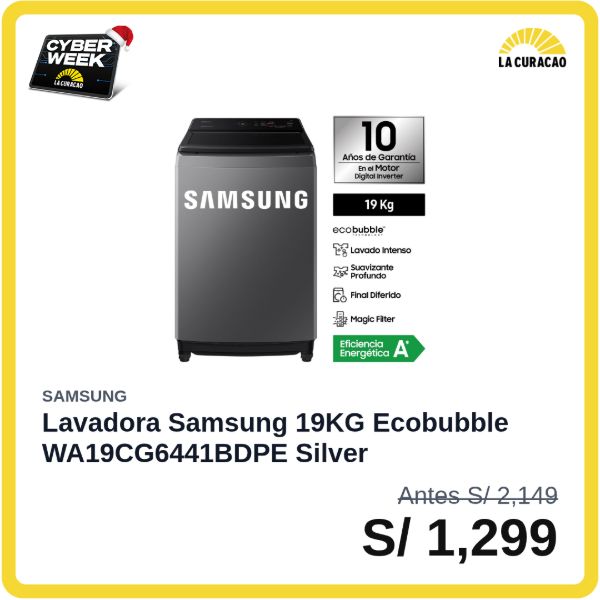 CYBER
WEEK
LA CURACAO
LA CURACAO
SAMSUNG
10
Años de Garantía
En el Motor
Digital Inverter
19 Kg
ecobubble™
TECHNOLOGY
Lavado Intenso
Suavizante
Profundo
Final Diferido
Magic Filter
Eficiencia
Energética A*
SAMSUNG
Lavadora Samsung 19KG Ecobubble
WA19CG6441BDPE Silver
Antes S/ 2,149
S/ 1,299